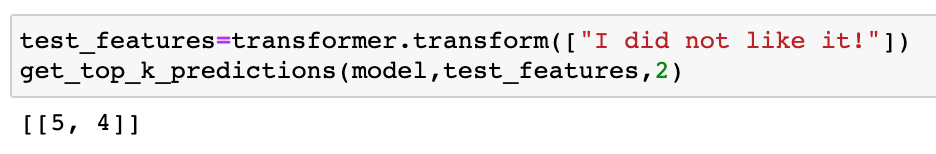 test_features=transformer.transform(["I did not like it!"])
get_top_k_predictions(model,test_features,2)
[[5, 4]]